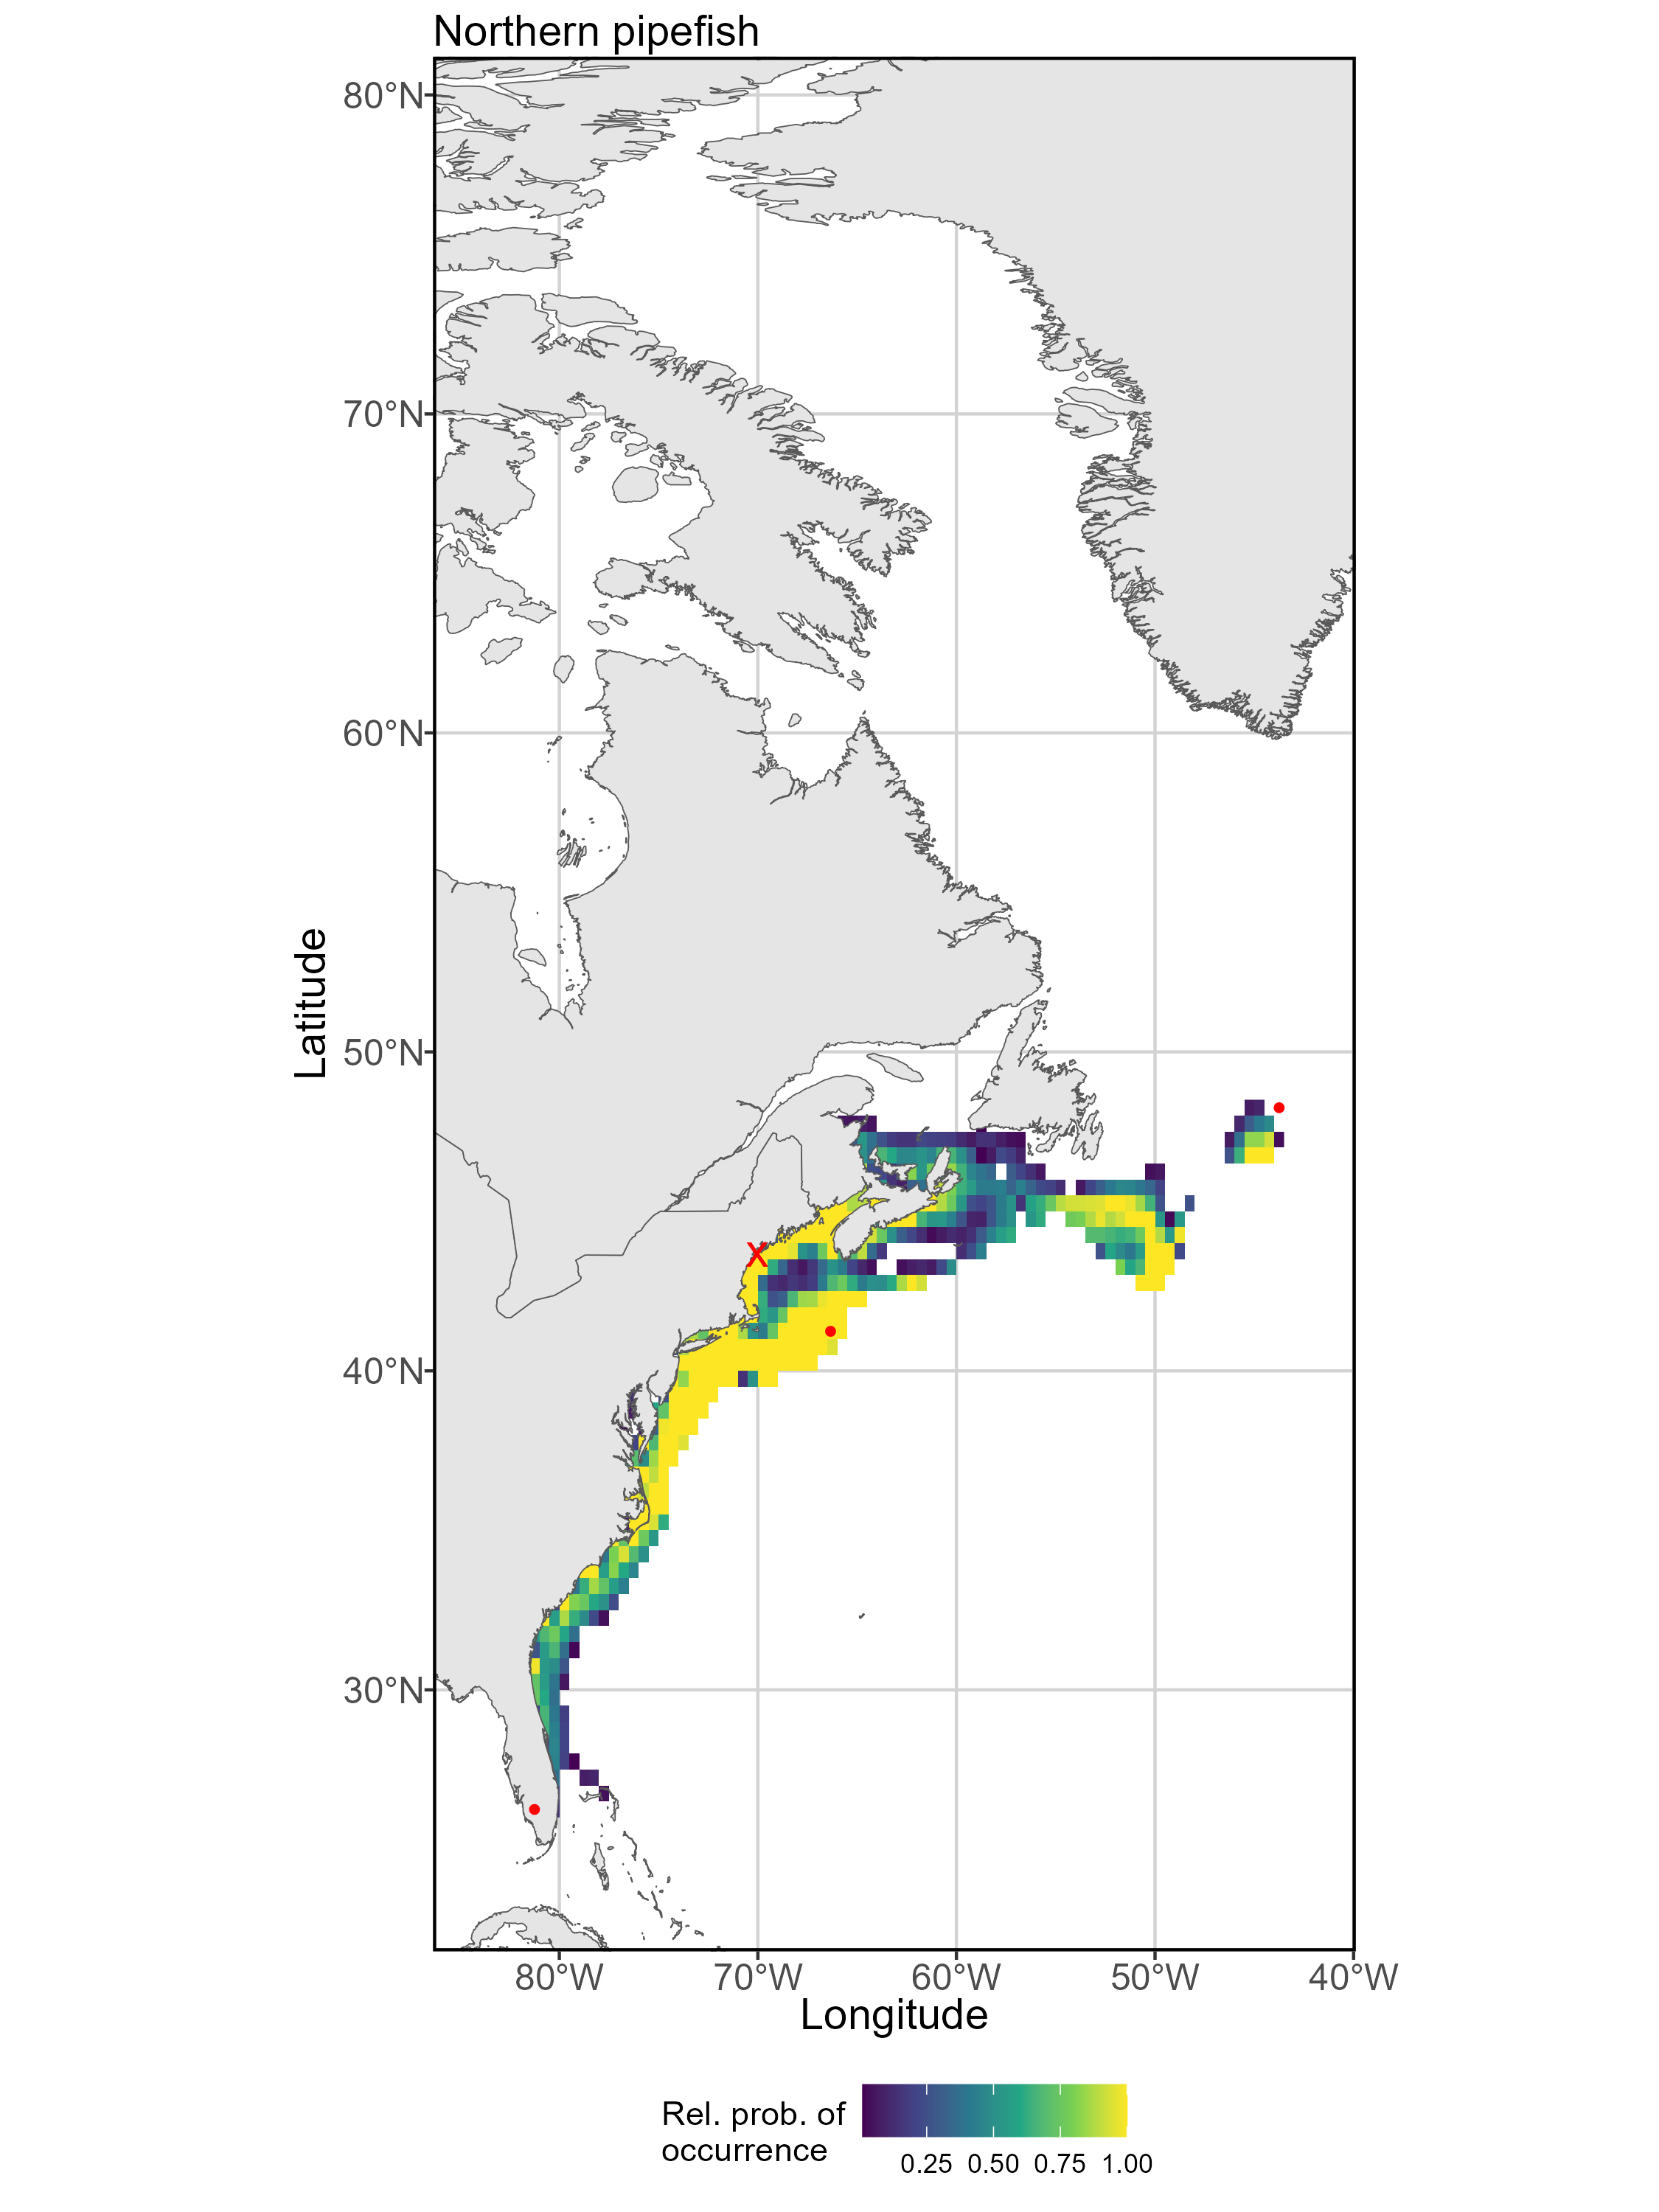 Northern pipefish
80°N
70°N
60°N
50°N
40°N
30°N
Latitude
X
80°W 70°W 60°W 50°W 40°W
Longitude
Rel. prob. of
occurrence
0.25 0.50 0.75 1.00